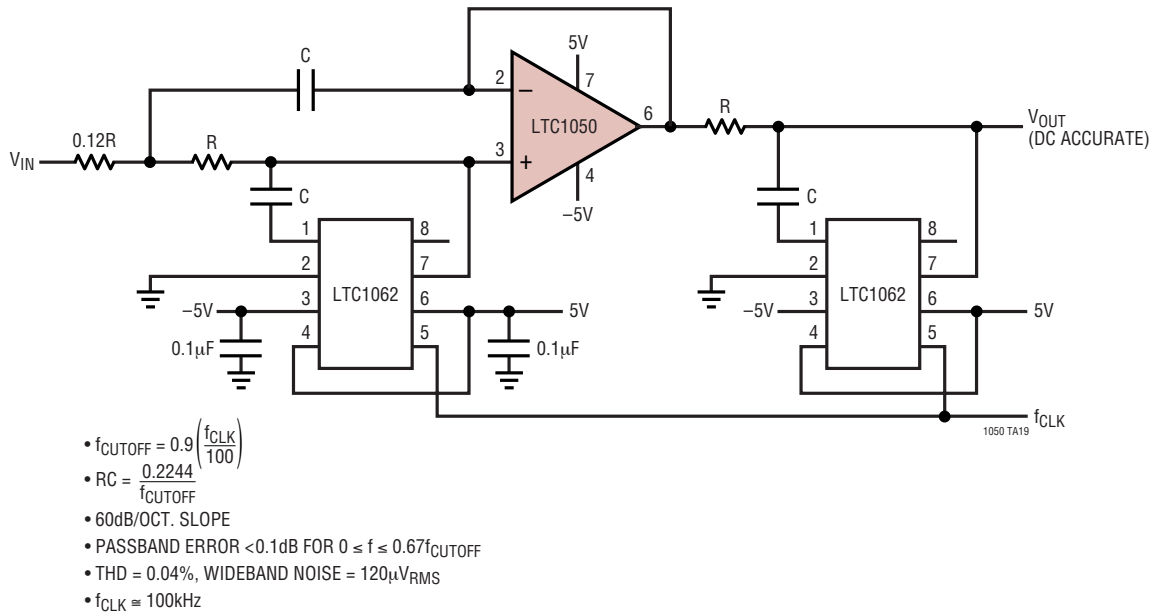 C
5V
2
7
−
LTC1050
6
R
V_OUT
(DC ACCURATE)
0.12R
R
V_IN
3
+
4
−5V
C
C
1
8
2
7
LTC1062
−5V
3
6
5V
4
5
0.1µF
0.1µF
1
8
2
7
LTC1062
−5V
3
6
5V
4
5
f_CLK
1050 TA19
• f_CUTOFF = 0.9 (f_CLK / 100)
• RC = 0.2244 / f_CUTOFF
• 60dB/OCT. SLOPE
• PASSBAND ERROR <0.1dB FOR 0 ≤ f ≤ 0.67f_CUTOFF
• THD = 0.04%, WIDEBAND NOISE = 120µV_RMS
• f_CLK ≅ 100kHz